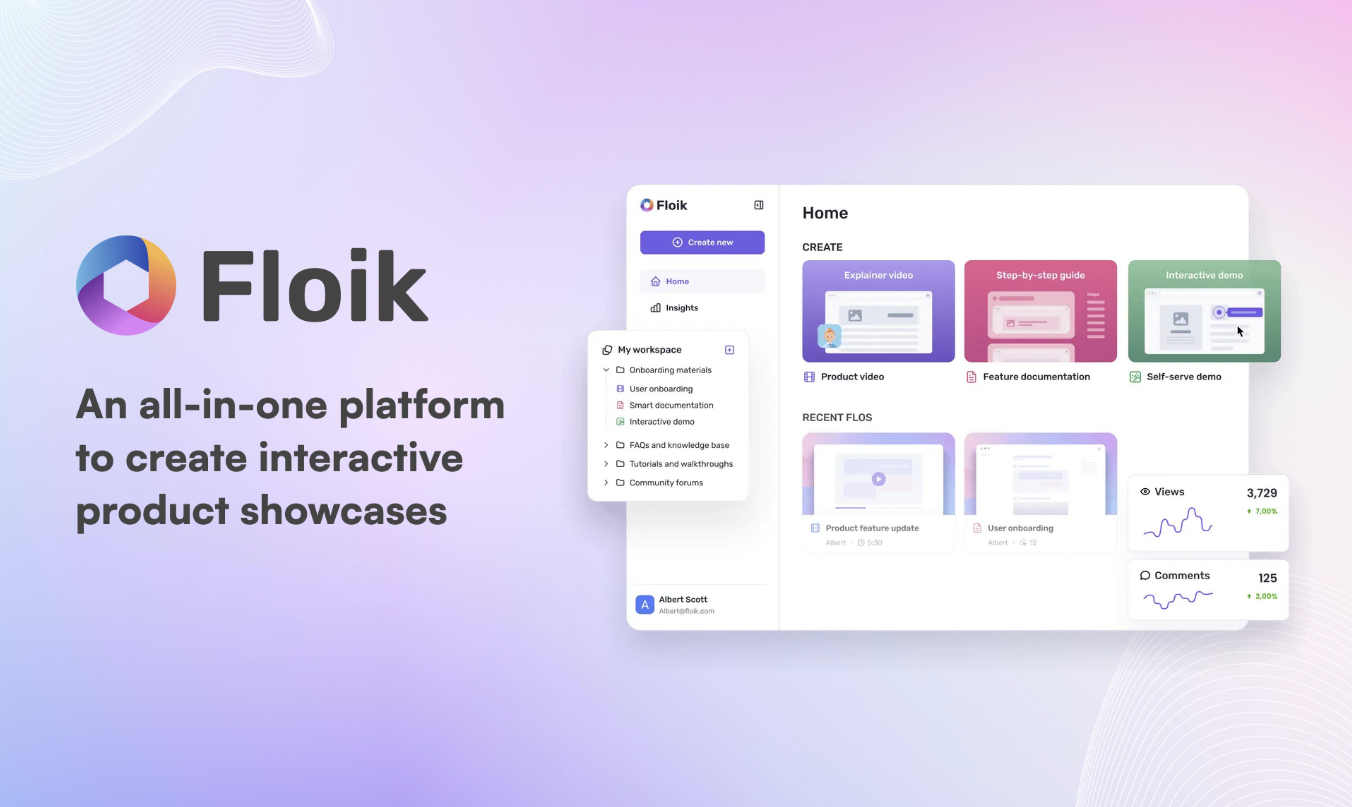 Floik
An all-in-one platform
to create interactive
product showcases
Floik
Create new
Home
Insights
My workspace
Onboarding materials
User onboarding
Smart documentation
Interactive demo
FAQs and knowledge base
Tutorials and walkthroughs
Community forums
A
Albert Scott
Albert@floik.com
Home
CREATE
Explainer video
Step-by-step guide
Steps
Interactive demo
Product video
Feature documentation
Self-serve demo
RECENT FLOS
Product feature update
Albert • 5:30
User onboarding
Albert • 12
Views 3,729
7,00%
Comments 125
2,00%